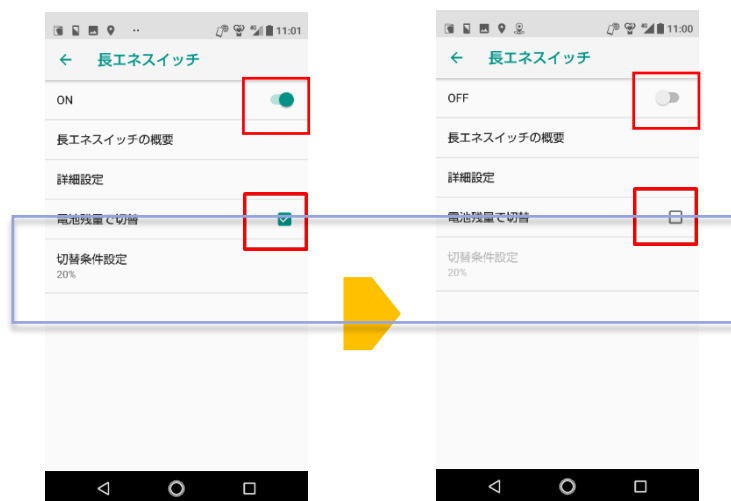 11:01
長エネスイッチ
ON
長エネスイッチの概要
詳細設定
電池残量で切替
切替条件設定
20%
11:00
長エネスイッチ
OFF
長エネスイッチの概要
詳細設定
電池残量で切替
切替条件設定
20%